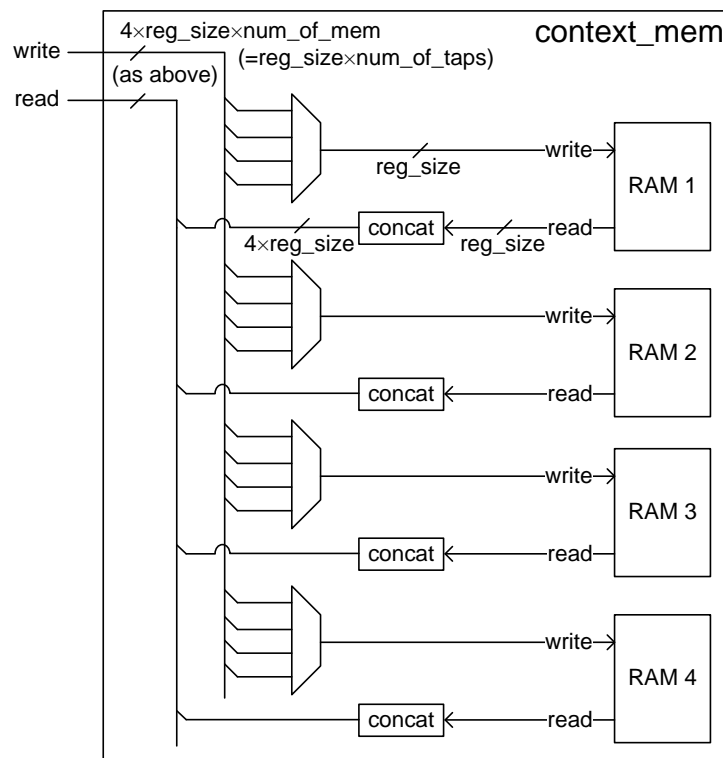 4×reg_size×num_of_mem
context_mem
write
(=reg_size×num_of_taps)
(as above)
read
write
RAM 1
reg_size
concat
read
4×reg_size
reg_size
write
RAM 2
concat
read
write
RAM 3
concat
read
write
RAM 4
concat
read